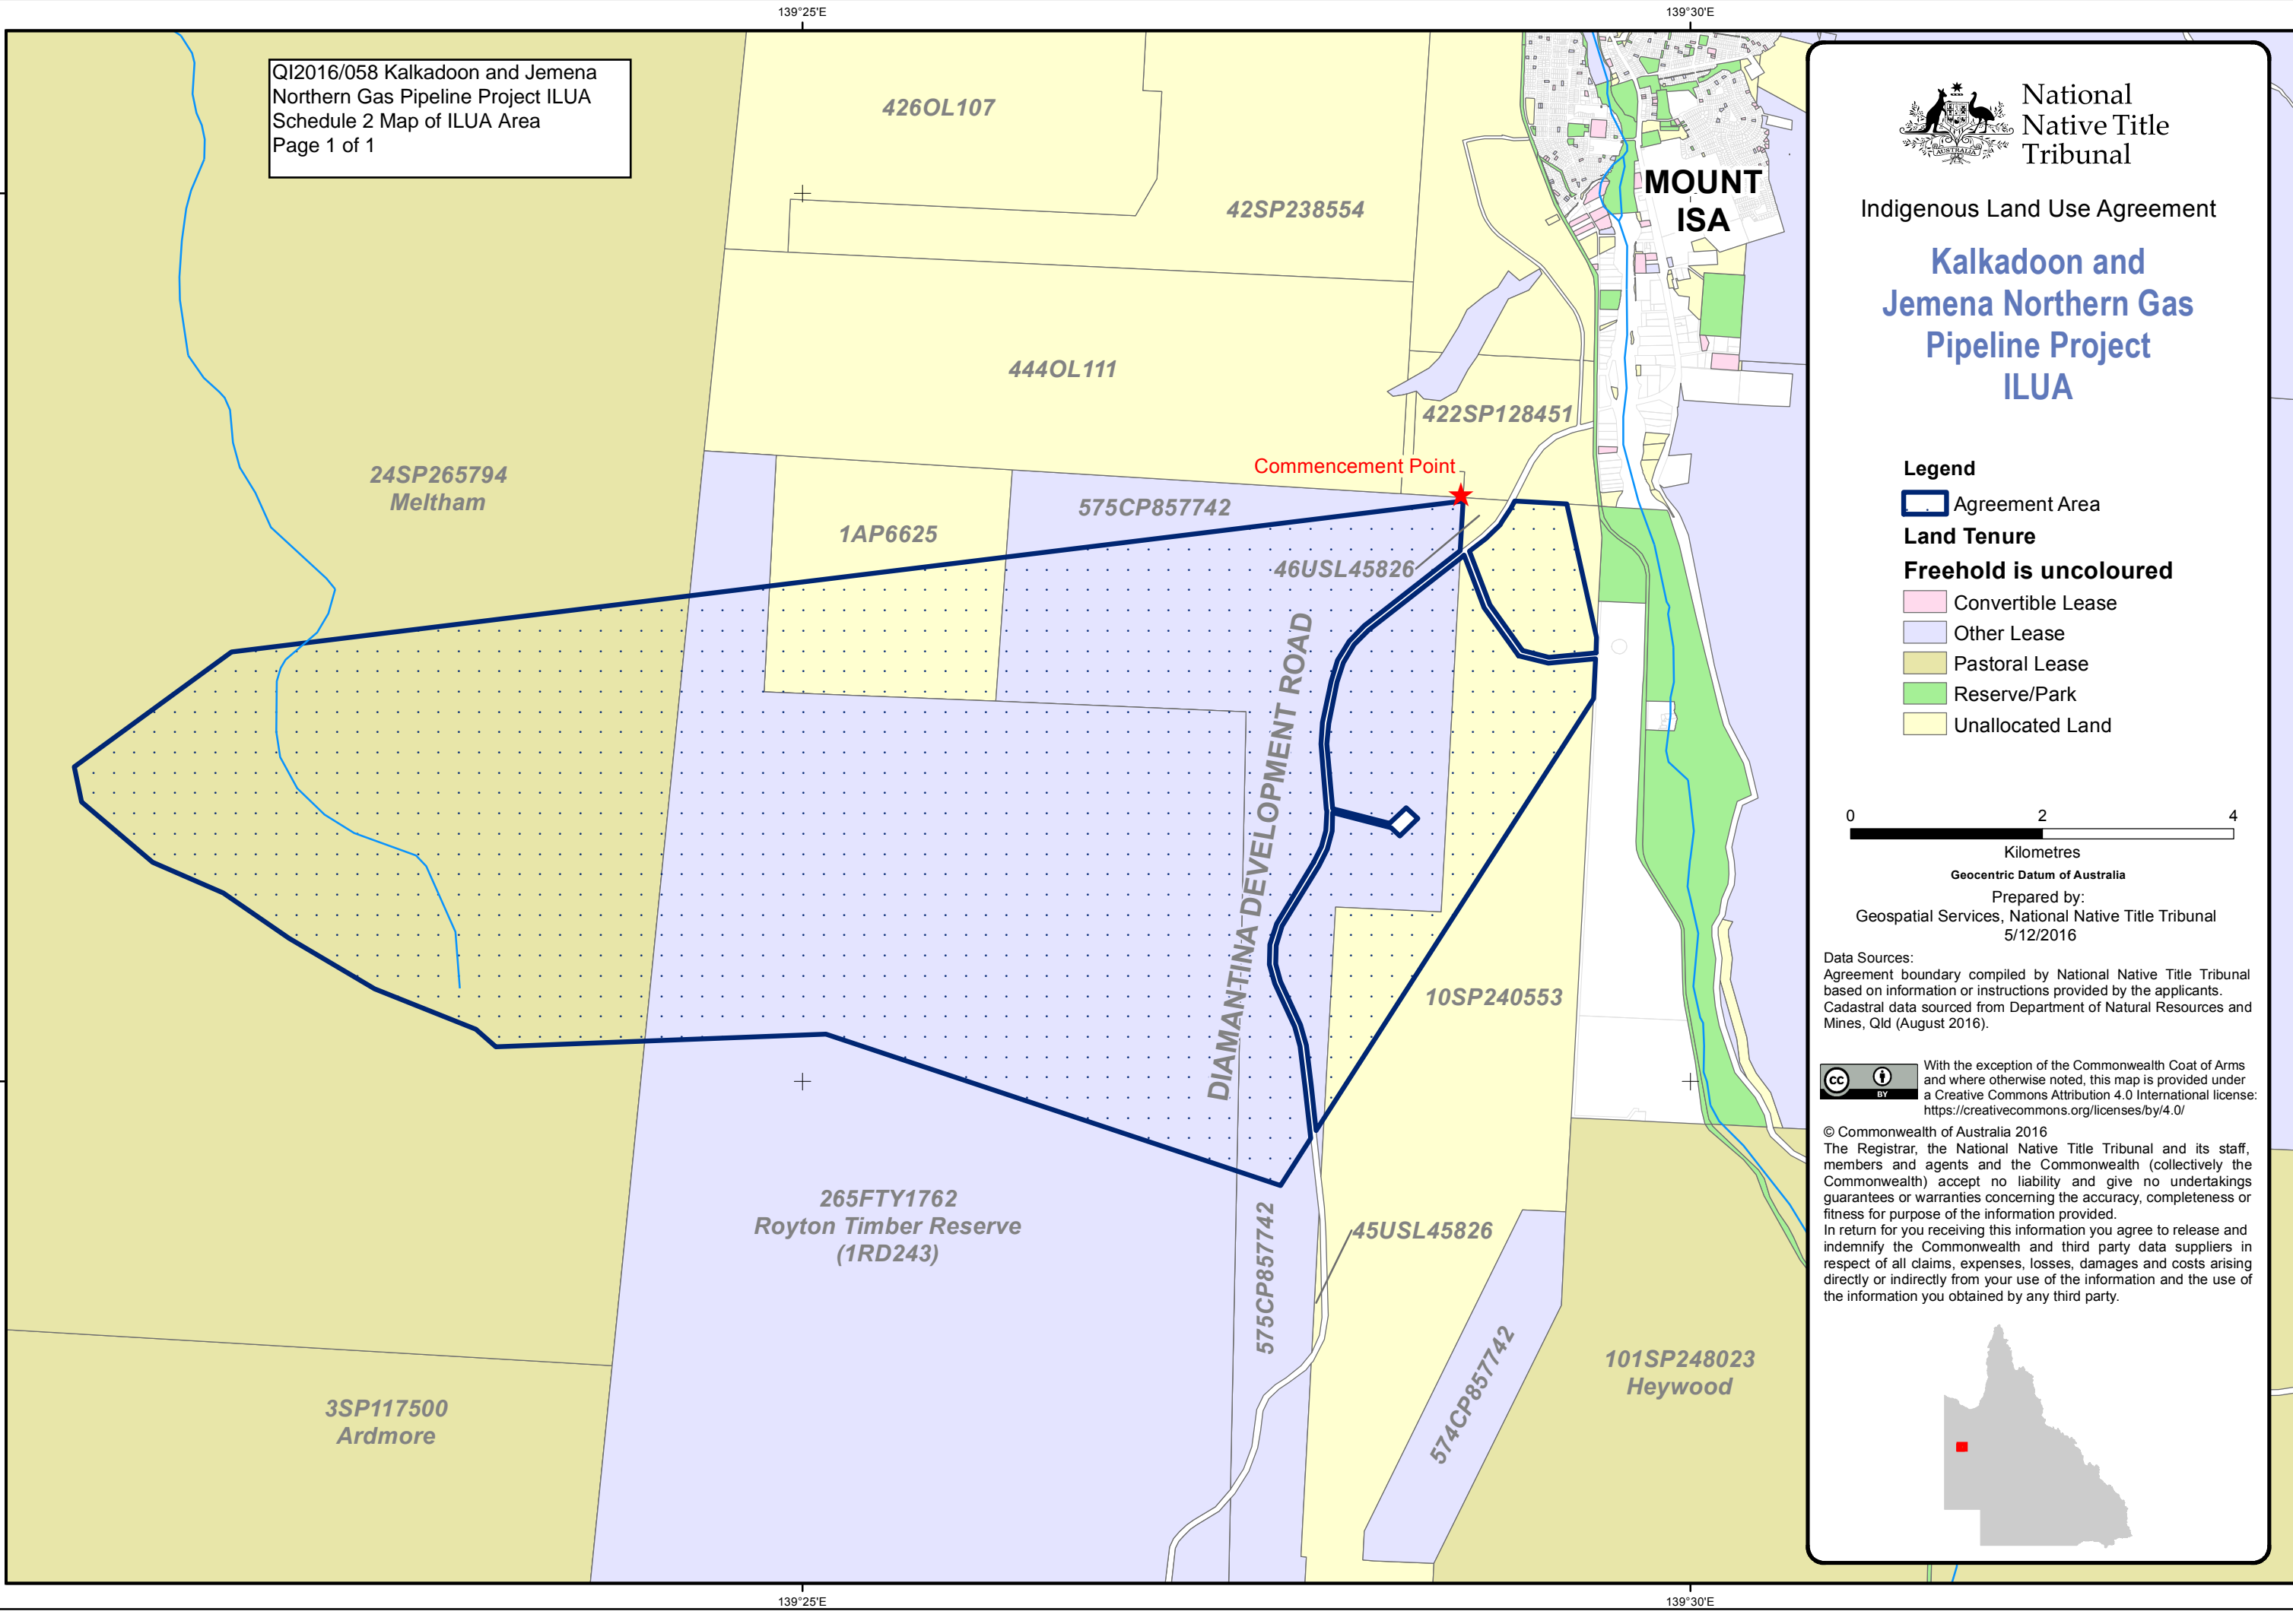 139°25'E
139°30'E
QI2016/058 Kalkadoon and Jemena
Northern Gas Pipeline Project ILUA
Schedule 2 Map of ILUA Area
Page 1 of 1
426OL107
42SP238554
MOUNT
ISA
444OL111
422SP128451
24SP265794
Meltham
Commencement Point
575CP857742
1AP6625
46USL45826
DIAMANTINA DEVELOPMENT ROAD
10SP240553
265FTY1762
Royton Timber Reserve
(1RD243)
575CP857742
45USL45826
574CP857742
101SP248023
Heywood
3SP117500
Ardmore
139°25'E
139°30'E
AUSTRALIA
National
Native Title
Tribunal
Indigenous Land Use Agreement
Kalkadoon and
Jemena Northern Gas
Pipeline Project
ILUA
Legend
Agreement Area
Land Tenure
Freehold is uncoloured
Convertible Lease
Other Lease
Pastoral Lease
Reserve/Park
Unallocated Land
0 2 4
Kilometres
Geocentric Datum of Australia
Prepared by:
Geospatial Services, National Native Title Tribunal
5/12/2016
Data Sources:
Agreement boundary compiled by National Native Title Tribunal
based on information or instructions provided by the applicants.
Cadastral data sourced from Department of Natural Resources and
Mines, Qld (August 2016).
cc BY
With the exception of the Commonwealth Coat of Arms
and where otherwise noted, this map is provided under
a Creative Commons Attribution 4.0 International license:
https://creativecommons.org/licenses/by/4.0/
© Commonwealth of Australia 2016
The Registrar, the National Native Title Tribunal and its staff,
members and agents and the Commonwealth (collectively the
Commonwealth) accept no liability and give no undertakings
guarantees or warranties concerning the accuracy, completeness or
fitness for purpose of the information provided.
In return for you receiving this information you agree to release and
indemnify the Commonwealth and third party data suppliers in
respect of all claims, expenses, losses, damages and costs arising
directly or indirectly from your use of the information and the use of
the information you obtained by any third party.